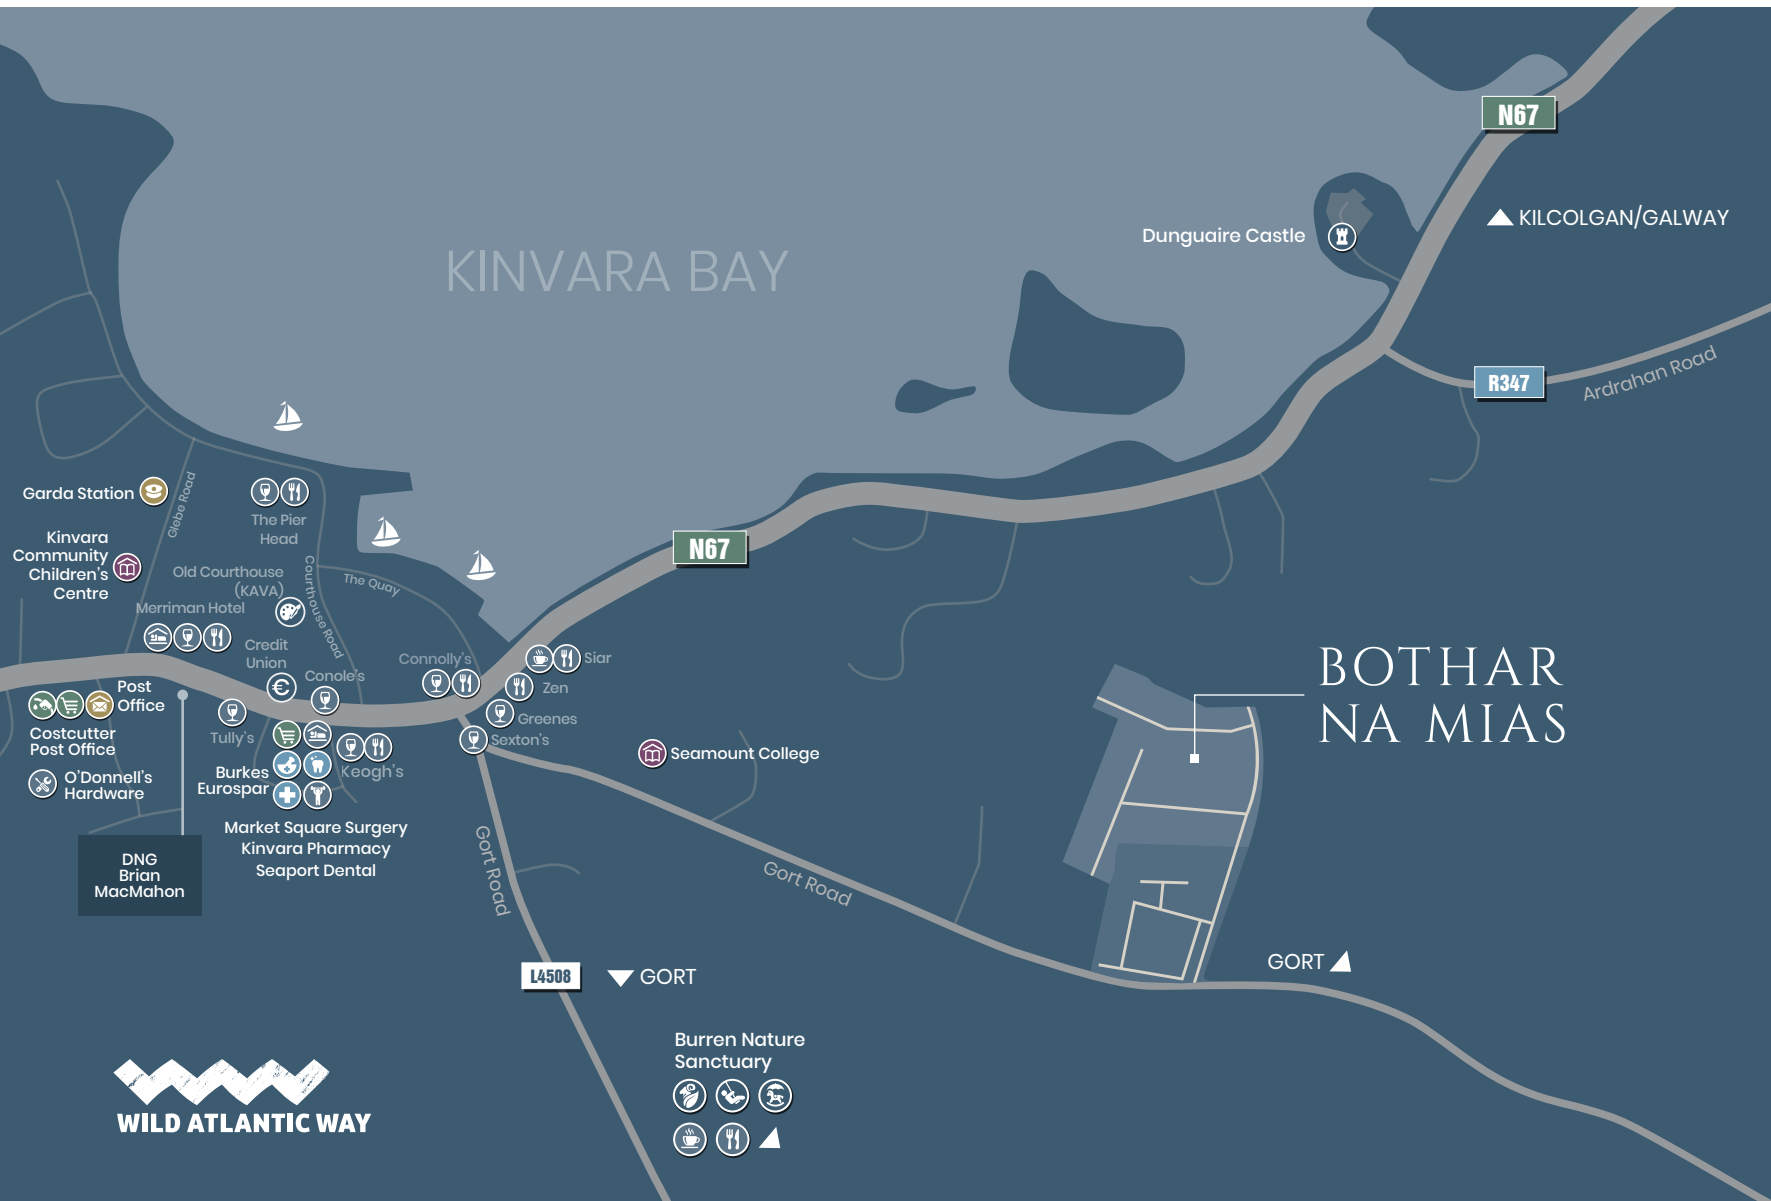 N67
KILCOLGAN/GALWAY
Dunguaire Castle
KINVARA BAY
R347
Ardrahan Road
Garda Station
Glebe Road
The Pier
Head
Kinvara
Community
Children's
Centre
Old Courthouse
(KAVA)
Courthouse Road
The Quay
N67
Merriman Hotel
Credit
Union
€
Conole's
Connolly's
Siar
Zen
Greenes
Sexton's
Post
Office
Costcutter
Post Office
O'Donnell's
Hardware
Tully's
Keogh's
Burkes
Eurospar
Market Square Surgery
Kinvara Pharmacy
Seaport Dental
DNG
Brian
MacMahon
Seamount College
BOTHAR
NA MIAS
Gort Road
Gort Road
L4508
GORT
GORT
Burren Nature
Sanctuary
WILD ATLANTIC WAY